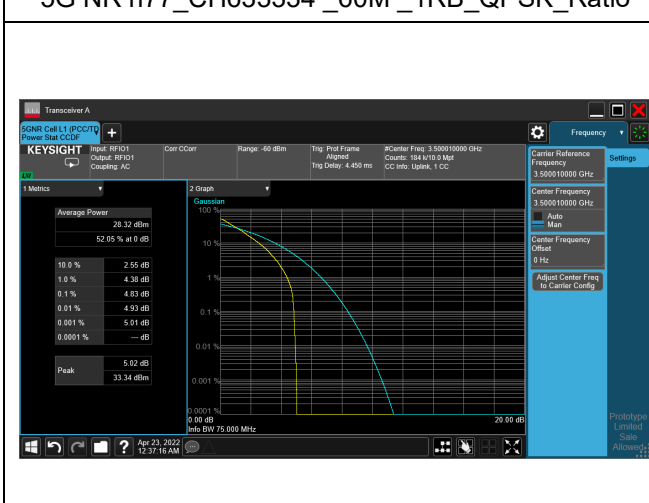 Transceiver A
5GNR Cell L1 (PCC/TD
Power Stat CCDF
Frequency
KEYSIGHT
Input: RFIO1
Output: RFIO1
Coupling: AC
Corr CCorr
Range: -60 dBm
Trig: Prot Frame
Aligned
Trig Delay: 4.450 ms
#Center Freq: 3.500010000 GHz
Counts: 184 k/10.0 Mpt
CC Info: Uplink, 1 CC
LXI
1 Metrics
Average Power
28.32 dBm
52.05 % at 0 dB
10.0 % 2.55 dB
1.0 % 4.38 dB
0.1 % 4.83 dB
0.01 % 4.93 dB
0.001 % 5.01 dB
0.0001 % --- dB
Peak
5.02 dB
33.34 dBm
2 Graph
Gaussian
100 %
10 %
1 %
0.1 %
0.01 %
0.001 %
0.0001 %
0.00 dB
20.00 dB
Info BW 75.000 MHz
Carrier Reference
Frequency
3.500010000 GHz
Center Frequency
3.500010000 GHz
Auto
Man
Center Frequency
Offset
0 Hz
Adjust Center Freq
to Carrier Config
Settings
Prototype
Limited
Sale
Allowed
Apr 23, 2022
12:37:16 AM